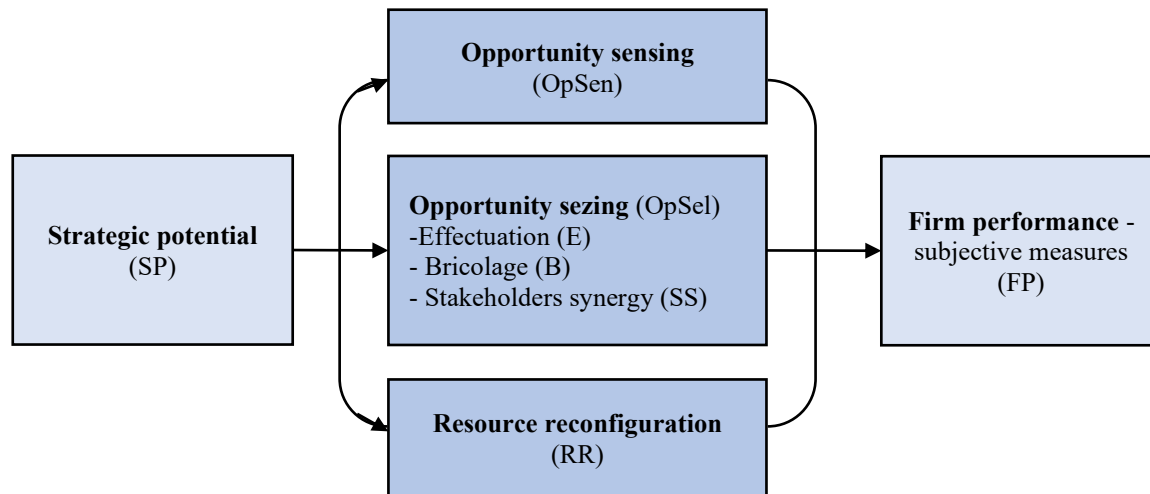 Opportunity sensing
(OpSen)
Strategic potential
(SP)
Opportunity sezing (OpSel)
-Effectuation (E)
- Bricolage (B)
- Stakeholders synergy (SS)
Firm performance -
subjective measures
(FP)
Resource reconfiguration
(RR)